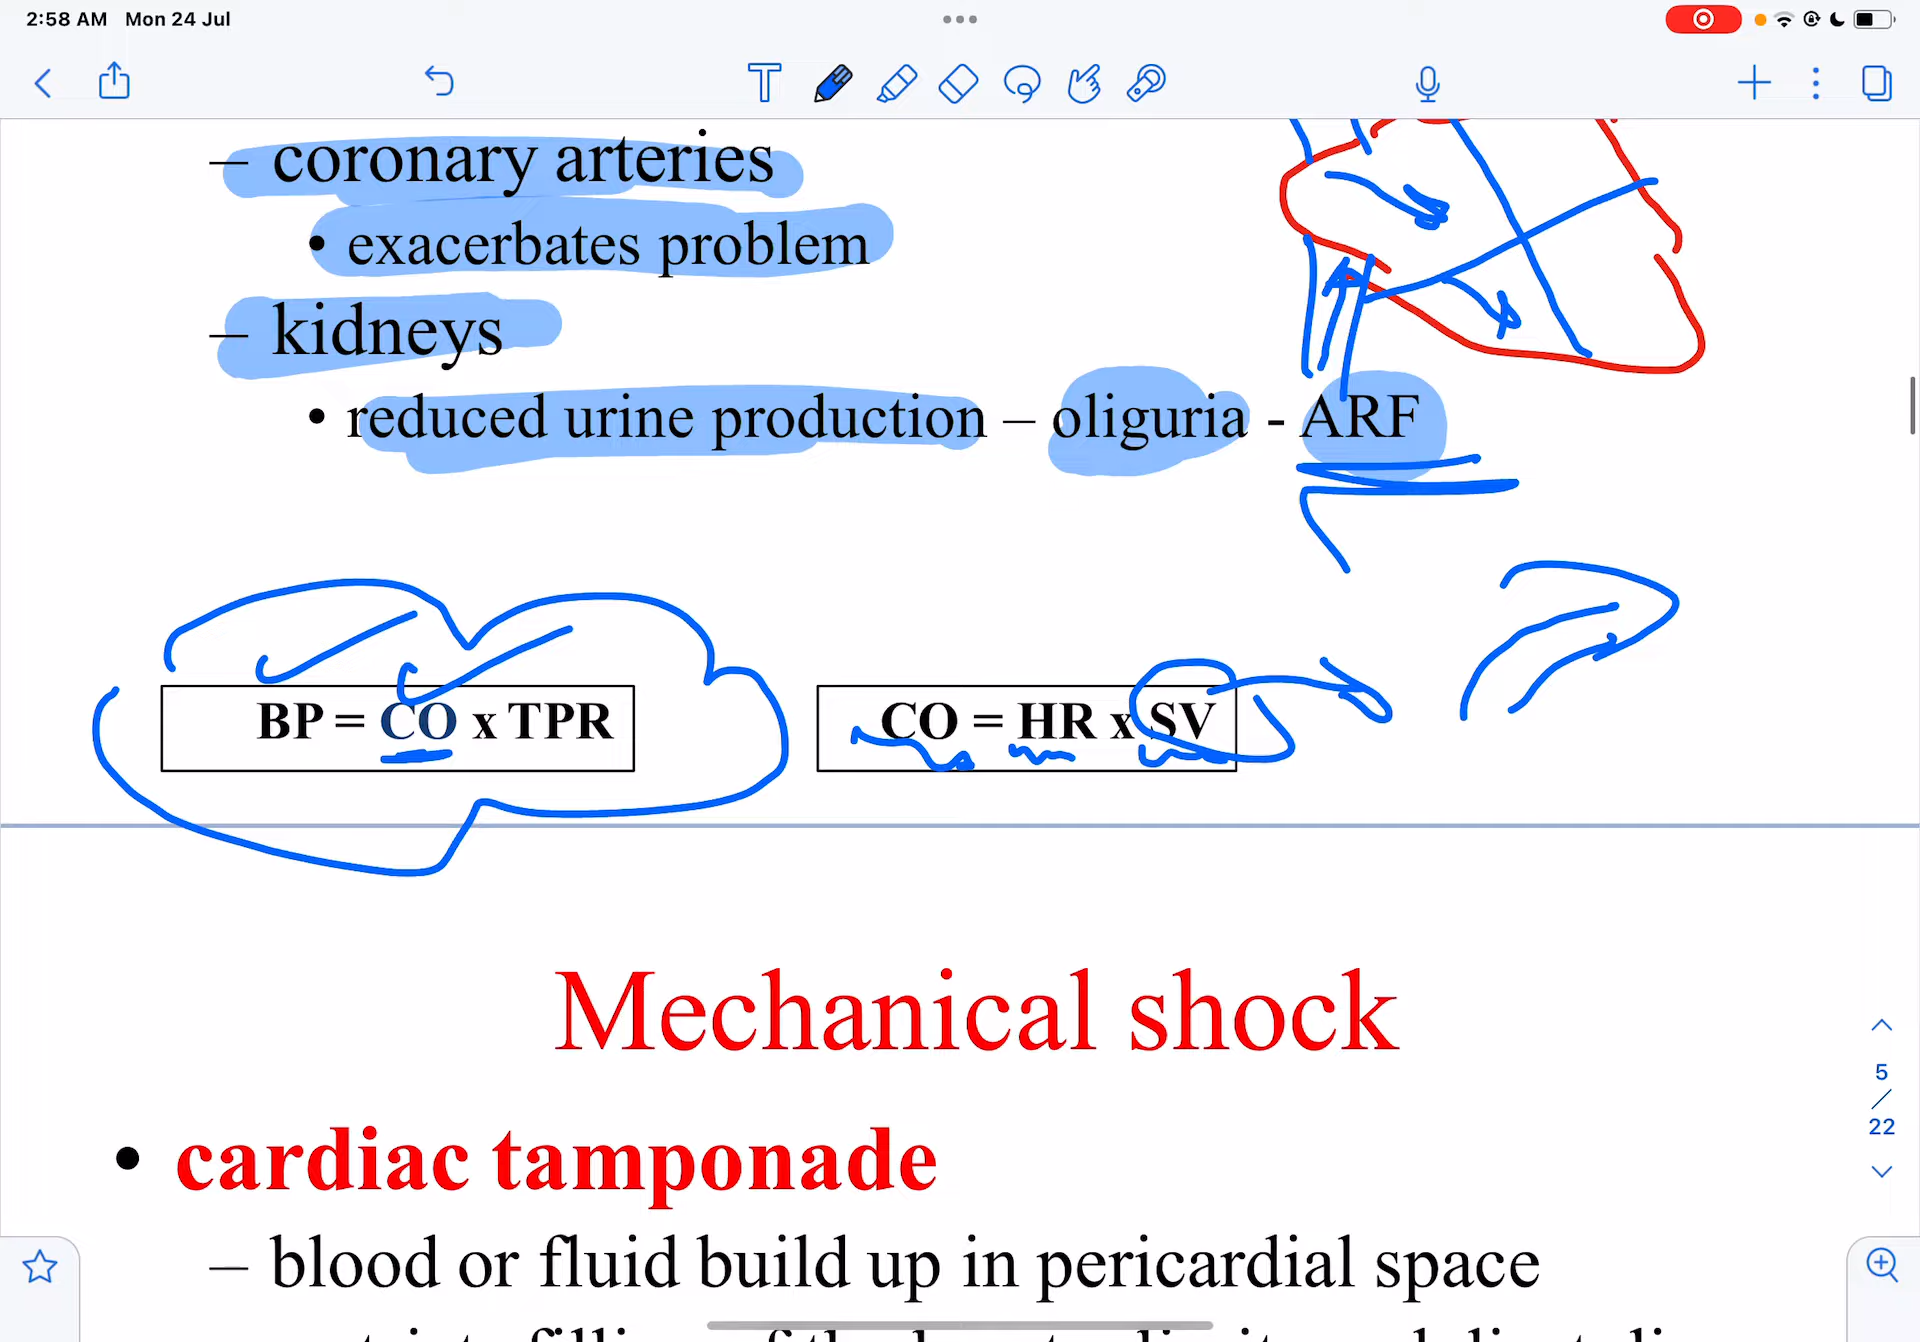 2:58 AM Mon 24 Jul
– coronary arteries
• exacerbates problem
– kidneys
• reduced urine production – oliguria - ARF
BP = CO x TPR
CO = HR x SV
Mechanical shock
5
/
22
• cardiac tamponade
– blood or fluid build up in pericardial space